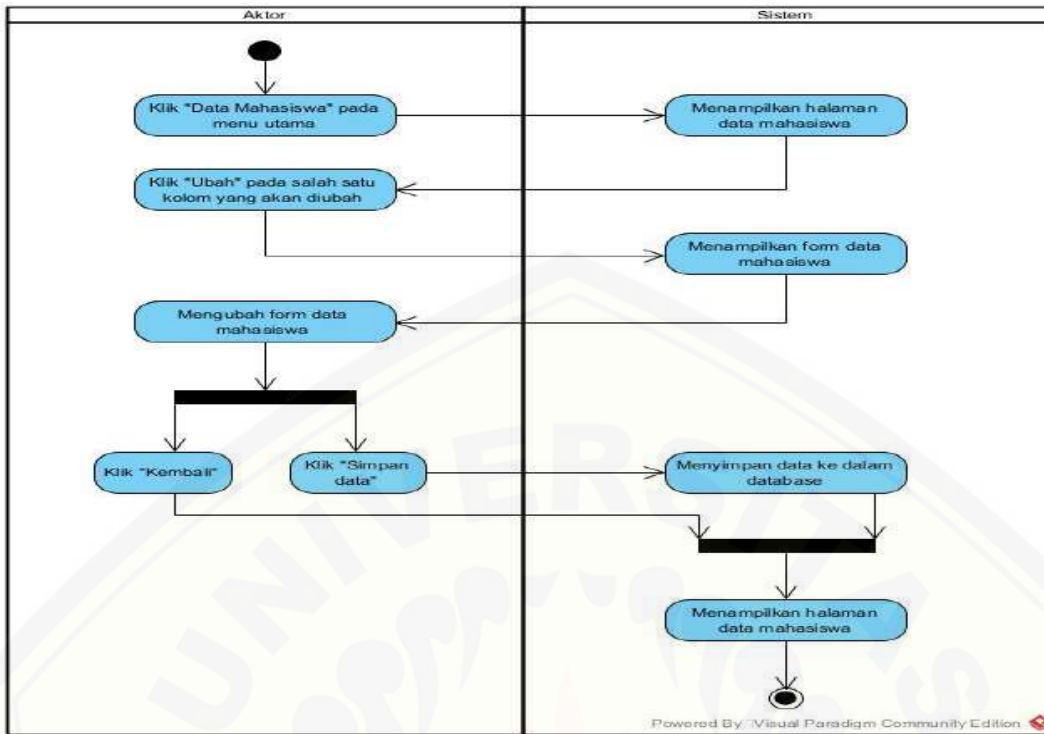 Aktor
Sistem
Klik "Data Mahasiswa" pada
menu utama
Menampilkan halaman
data mahasiswa
Klik "Ubah" pada salah satu
kolom yang akan diubah
Menampilkan form data
mahasiswa
Mengubah form data
mahasiswa
Klik "Kembali"
Klik "Simpan
data"
Menyimpan data ke dalam
database
Menampilkan halaman
data mahasiswa
UNIVERSITAS
Powered By Visual Paradigm Community Edition